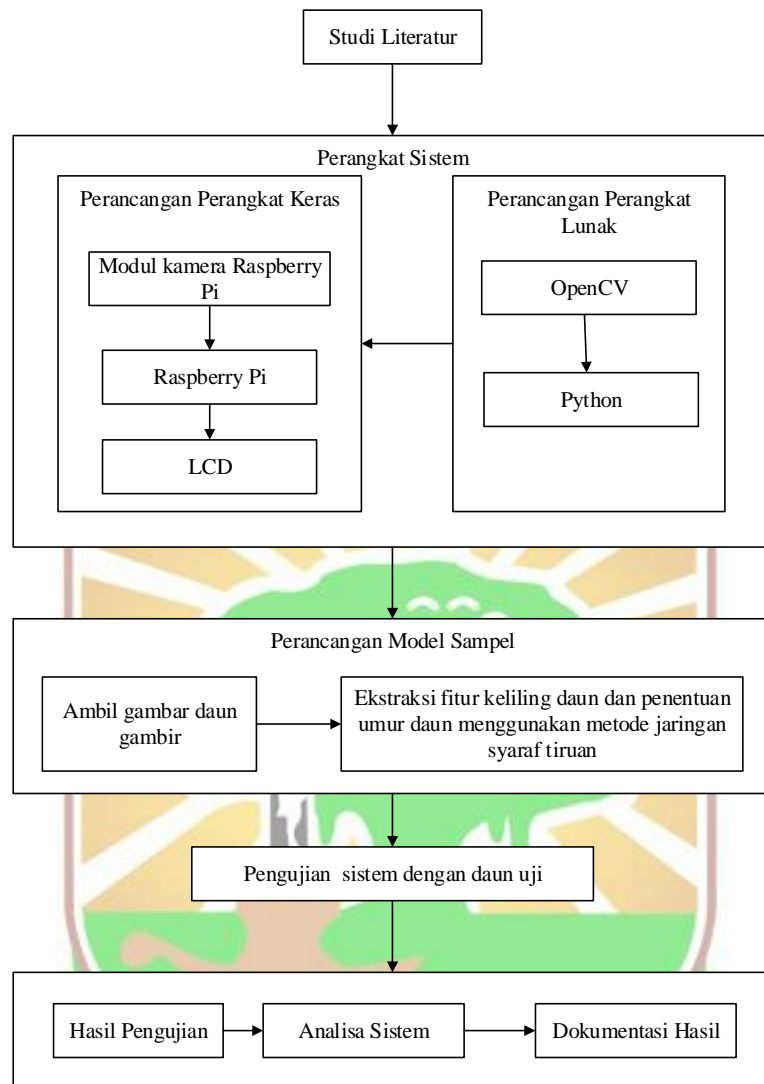 Studi Literatur
Perangkat Sistem
Perancangan Perangkat Keras
Modul kamera Raspberry
Pi
Raspberry Pi
LCD
Perancangan Perangkat
Lunak
OpenCV
Python
Perancangan Model Sampel
Ambil gambar daun
gambir
Ekstraksi fitur keliling daun dan penentuan
umur daun menggunakan metode jaringan
syaraf tiruan
Pengujian sistem dengan daun uji
Hasil Pengujian
Analisa Sistem
Dokumentasi Hasil